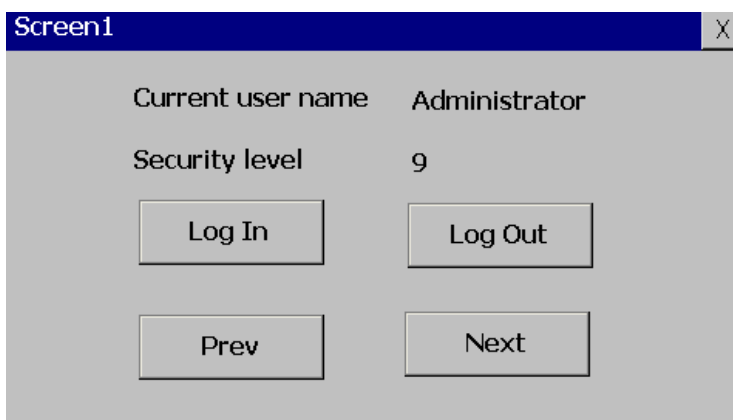 Screen1 X
Current user name Administrator
Security level 9
Log In Log Out
Prev Next